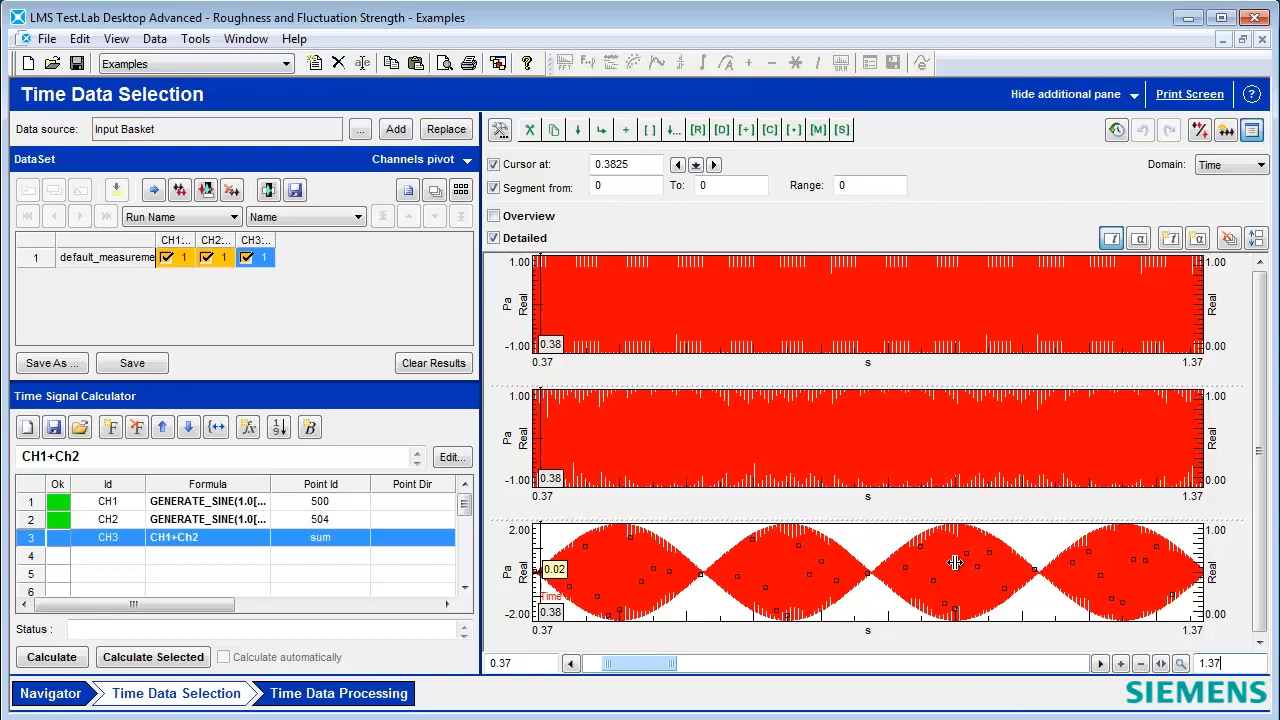 LMS Test.Lab Desktop Advanced - Roughness and Fluctuation Strength - Examples
File Edit View Data Tools Window Help
Examples
Time Data Selection
Hide additional pane Print Screen
Data source: Input Basket ... Add Replace
DataSet Channels pivot
[R] [D] [+] [C] [•] [M] [S]
Cursor at: 0.3825
Domain: Time
Segment from: 0 To: 0 Range: 0
Run Name Name
Overview
Detailed
CH1:... CH2:... CH3:...
1 default_measureme 1 1 1
Save As ... Save Clear Results
Time Signal Calculator
CH1+Ch2 Edit...
Ok Id Formula Point Id Point Dir
1 CH1 GENERATE_SINE(1.0[... 500
2 CH2 GENERATE_SINE(1.0[... 504
3 CH3 CH1+Ch2 sum
4
5
6
Status :
Calculate Calculate Selected Calculate automatically
1.00 1.00
Pa Real Real
-1.00 0.38 0.00
0.37 s 1.37
1.00 1.00
Pa Real Real
-1.00 0.38 0.00
0.37 s 1.37
2.00 1.00
Pa Real 0.02 Real
Time
-2.00 0.38 0.00
0.37 s 1.37
0.37 1.37
Navigator Time Data Selection Time Data Processing
SIEMENS